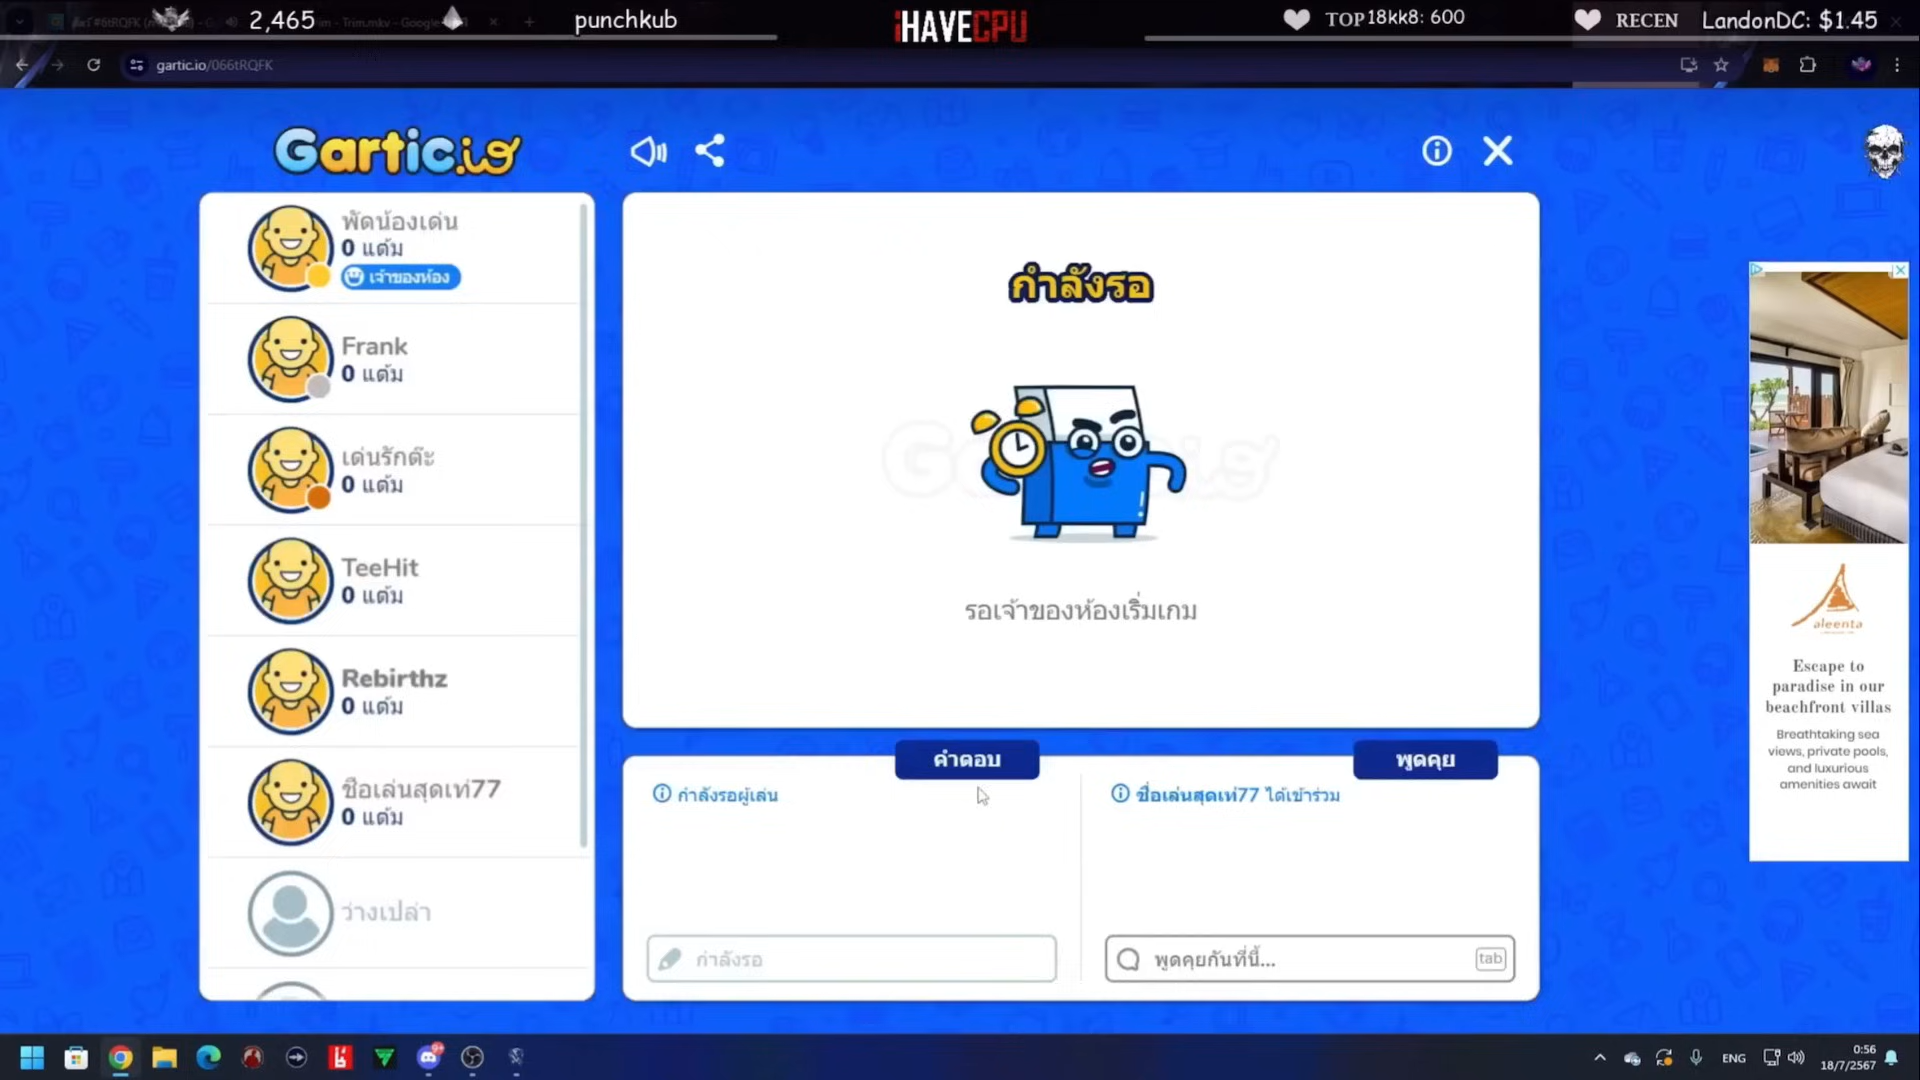 2,465
punchkub
iHAVECPU
TOP18kk8: 600
RECEN
LandonDC: $1.45
gartic.io/066tRQFK
Gartic.io
พัดน้องเด่น
0 แต้ม
เจ้าของห้อง
Frank
0 แต้ม
เด่นรักต๊ะ
0 แต้ม
TeeHit
0 แต้ม
Rebirthz
0 แต้ม
ชื่อเล่นสุดเท่77
0 แต้ม
ว่างเปล่า
กำลังรอ
รอเจ้าของห้องเริ่มเกม
คำตอบ
กำลังรอผู้เล่น
กำลังรอ
พูดคุย
ชื่อเล่นสุดเท่77 ได้เข้าร่วม
พูดคุยกันที่นี้...
tab
aleenta
Escape to
paradise in our
beachfront villas
Breathtaking sea
views, private pools,
and luxurious
amenities await
ENG
0:56
18/7/2567